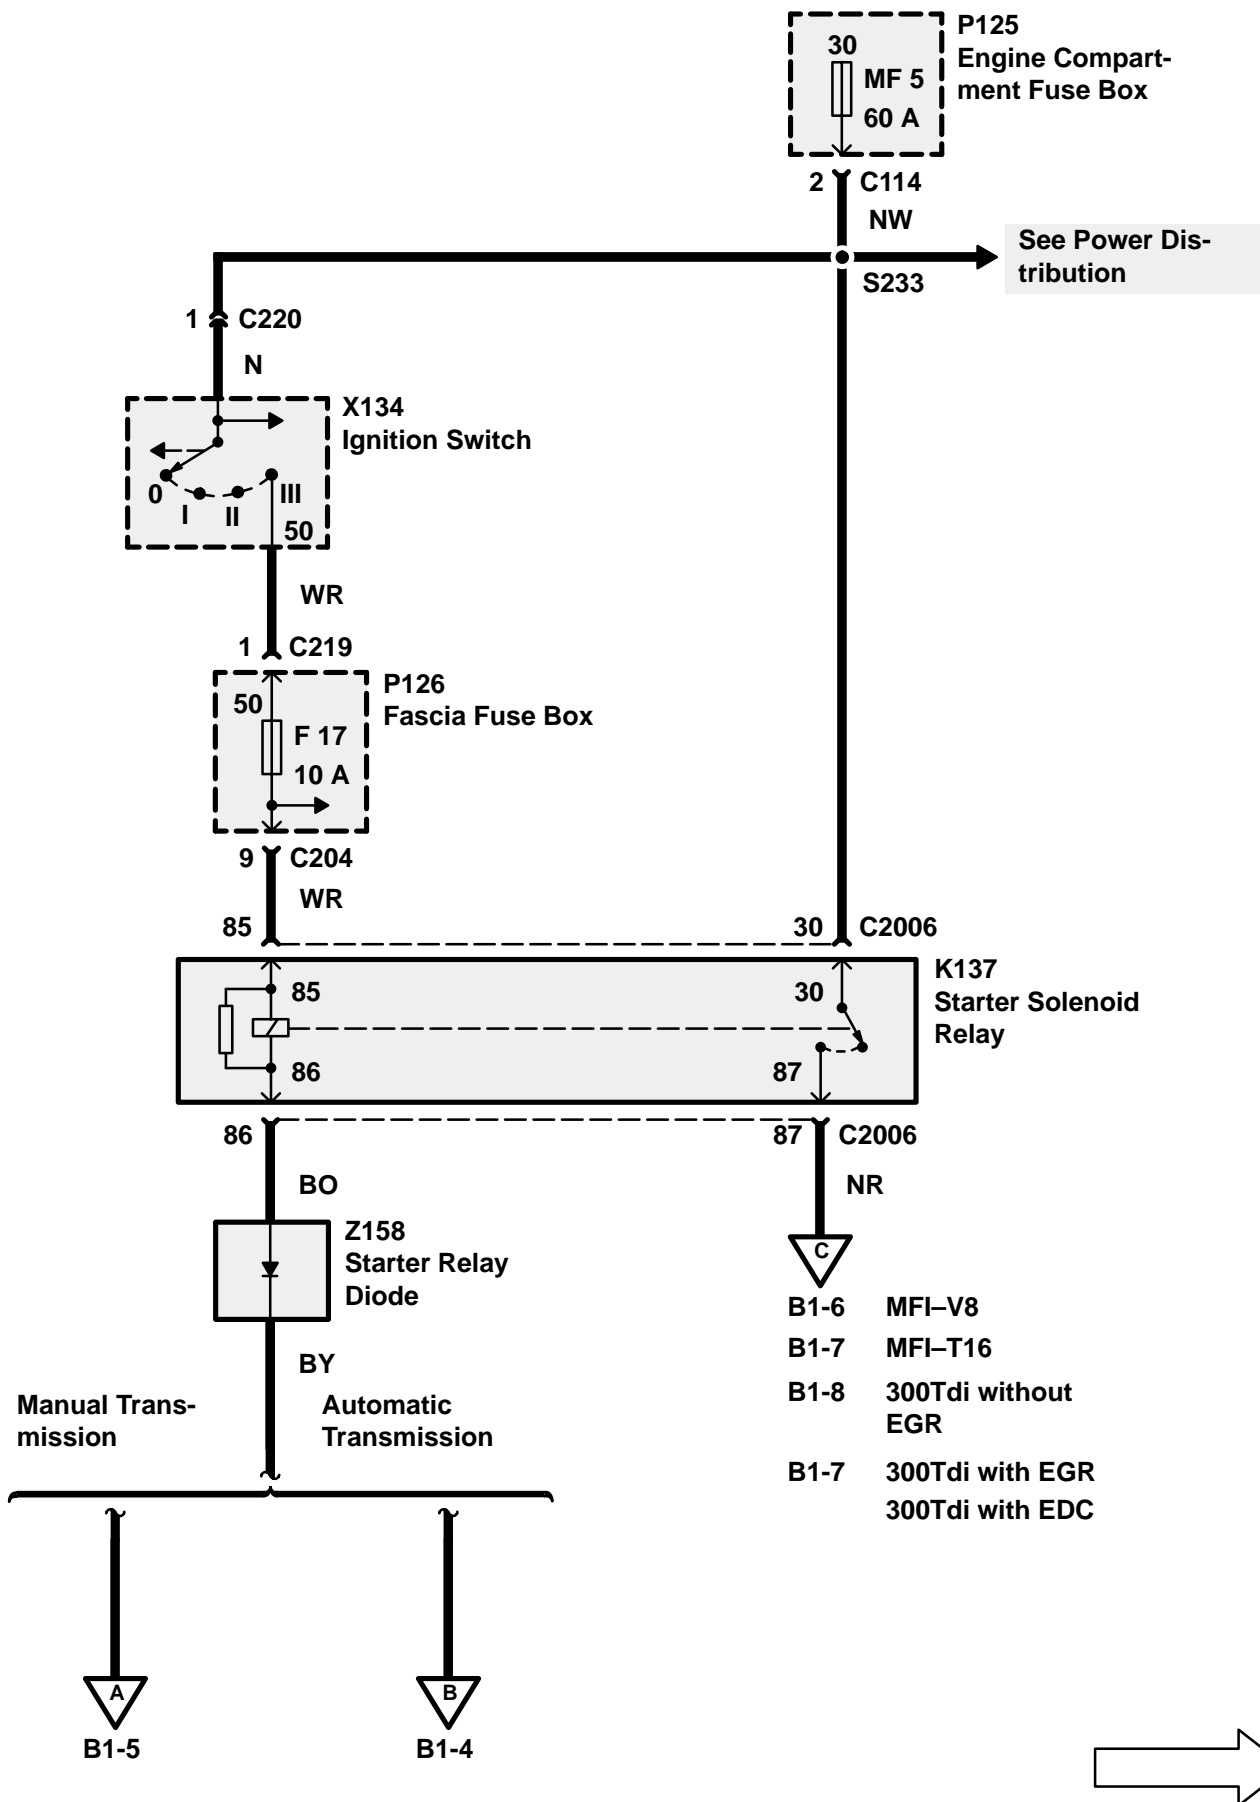 P125
Engine Compart-
ment Fuse Box
30
MF 5
60 A
2 C114
NW
See Power Dis-
tribution
S233
1 C220
N
X134
Ignition Switch
0
I
II
III
50
WR
1 C219
P126
Fascia Fuse Box
50
F 17
10 A
9 C204
WR
85
30 C2006
K137
Starter Solenoid
Relay
85
30
86
87
86
87 C2006
BO
NR
Z158
Starter Relay
Diode
C
B1-6 MFI–V8
B1-7 MFI–T16
B1-8 300Tdi without
EGR
B1-7 300Tdi with EGR
300Tdi with EDC
BY
Manual Trans-
mission
Automatic
Transmission
A
B
B1-5
B1-4